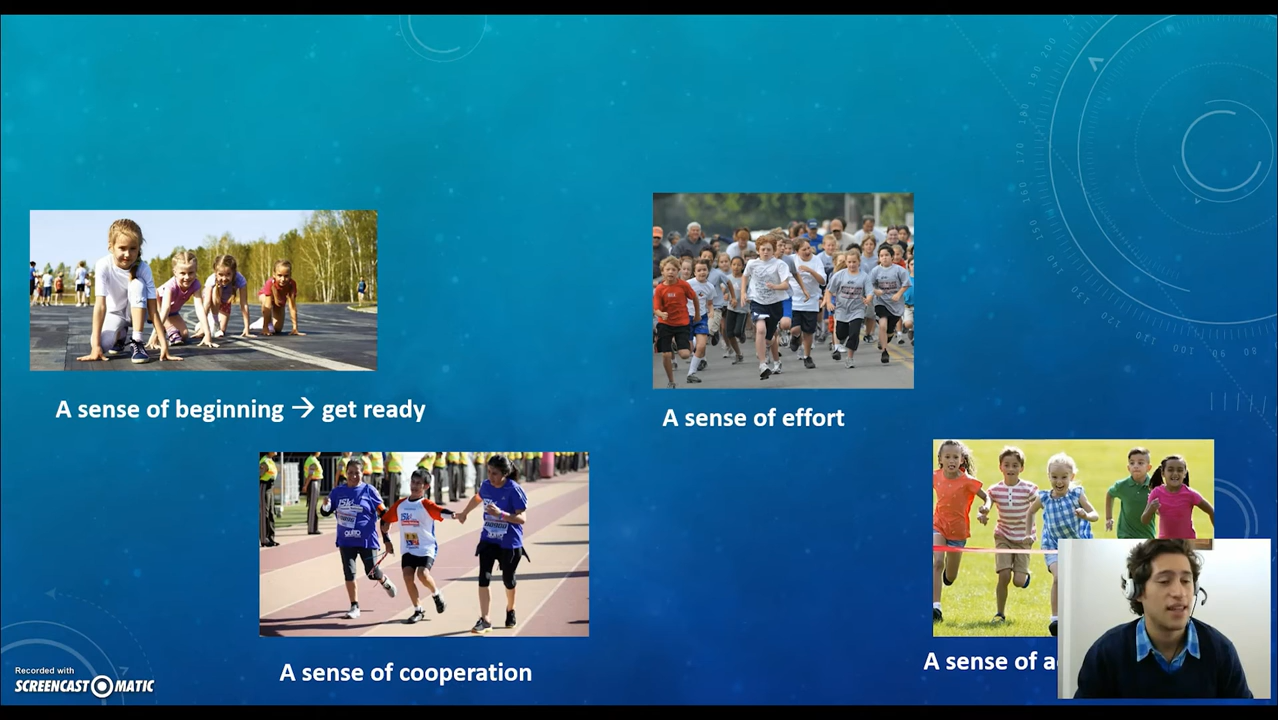 A sense of beginning → get ready
A sense of effort
A sense of cooperation
A sense of
Recorded with
SCREENCAST MATIC